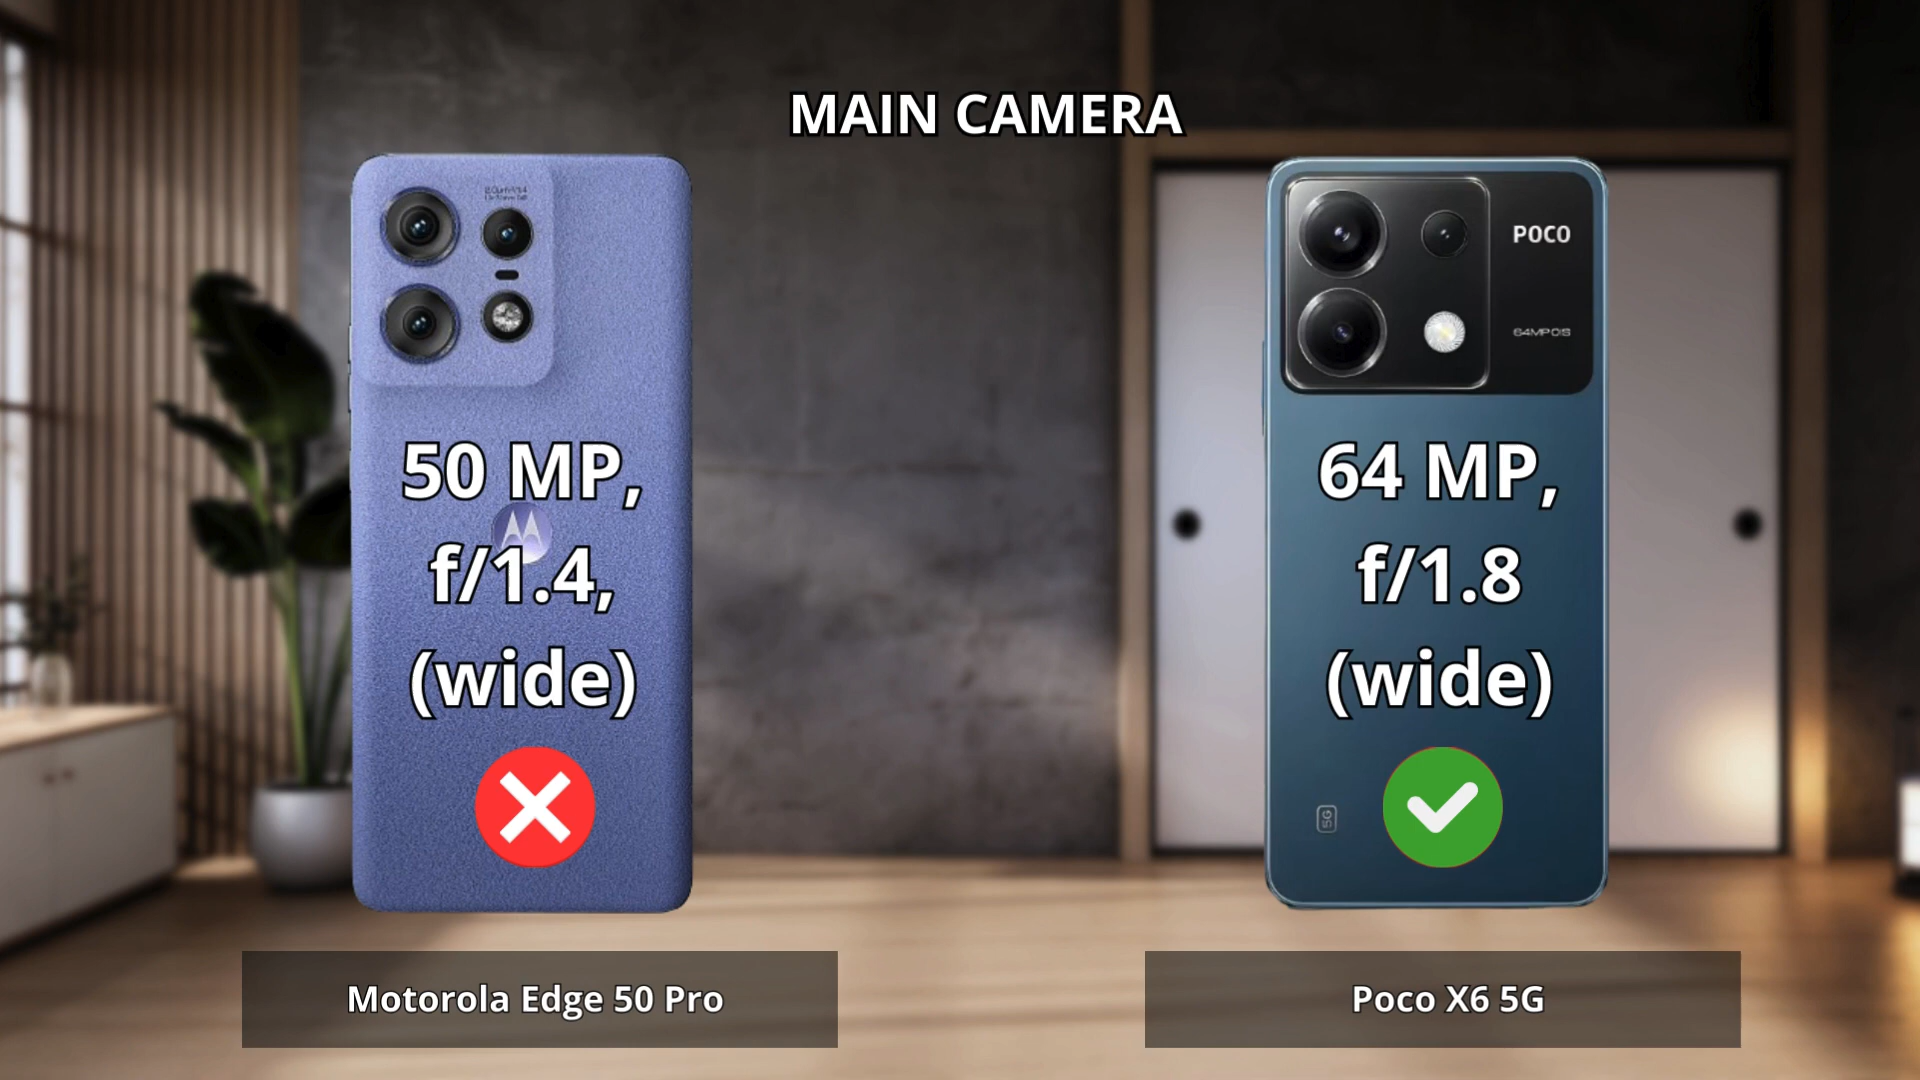 MAIN CAMERA
50 MP,
f/1.4,
(wide)
Motorola Edge 50 Pro
POCO
64MP OIS
64 MP,
f/1.8
(wide)
5G
Poco X6 5G